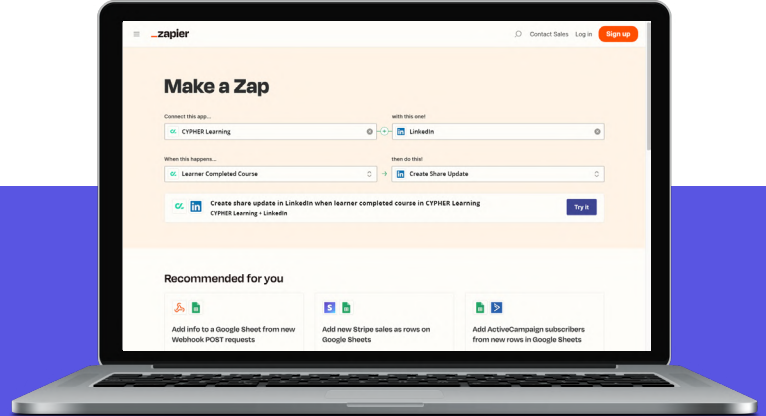 _zapier
Contact Sales
Log in
Sign up
Make a Zap
Connect this app...
with this one!
CYPHER Learning
LinkedIn
When this happens...
then do this!
Learner Completed Course
Create Share Update
Create share update in LinkedIn when learner completed course in CYPHER Learning
CYPHER Learning + LinkedIn
Try it
Recommended for you
Add info to a Google Sheet from new
Webhook POST requests
Add new Stripe sales as rows on
Google Sheets
Add ActiveCampaign subscribers
from new rows in Google Sheets